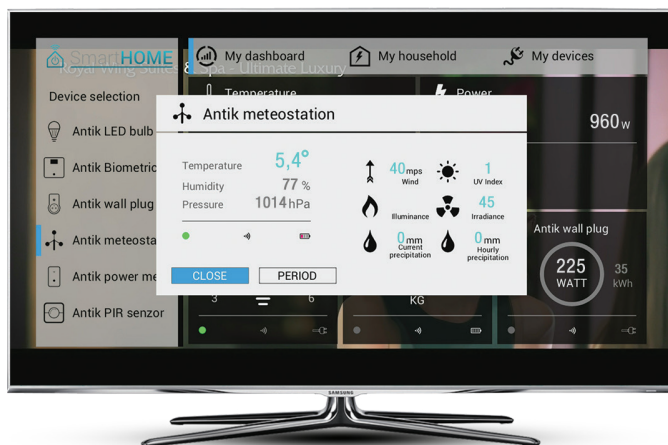 SmartHOME
My dashboard
My household
My devices
Royal Wing Suites & Spa - Ultimate Luxury
Device selection
Antik LED bulb
Antik Biometric
Antik wall plug
Antik meteosta
Antik power me
Antik PIR senzor
Temperature
Power
960 W
Antik meteostation
Temperature 5,4°
Humidity 77 %
Pressure 1014 hPa
40 mps
Wind
1
UV Index
Illuminance
45
Irradiance
0 mm
Current
precipitation
0 mm
Hourly
precipitation
CLOSE
PERIOD
3
6
KG
Antik wall plug
225
WATT
35
kWh
SAMSUNG